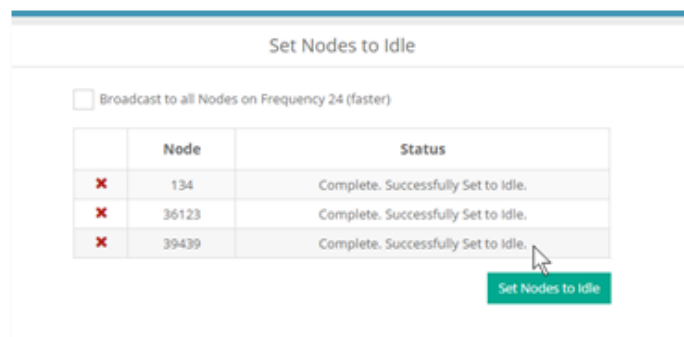 Set Nodes to Idle
Broadcast to all Nodes on Frequency 24 (faster)
Node Status
134 Complete. Successfully Set to Idle.
36123 Complete. Successfully Set to Idle.
39439 Complete. Successfully Set to Idle.
Set Nodes to Idle